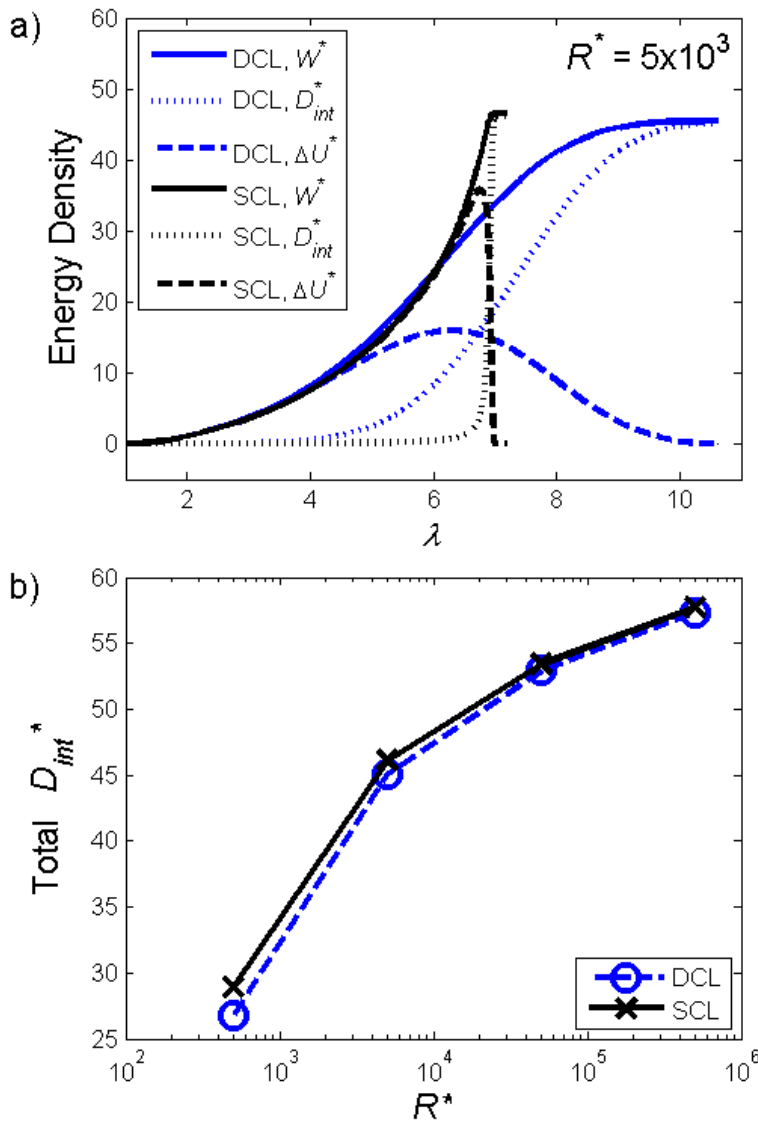 a)
60
50
40
30
20
10
0
Energy Density
DCL, W*
DCL, D*int
DCL, ΔU*
SCL, W*
SCL, D*int
SCL, ΔU*
R* = 5x10³
2 4 6 8 10
λ
b)
60
55
50
45
40
35
30
25
Total Dint*
DCL
SCL
10² 10³ 10⁴ 10⁵ 10⁶
R*